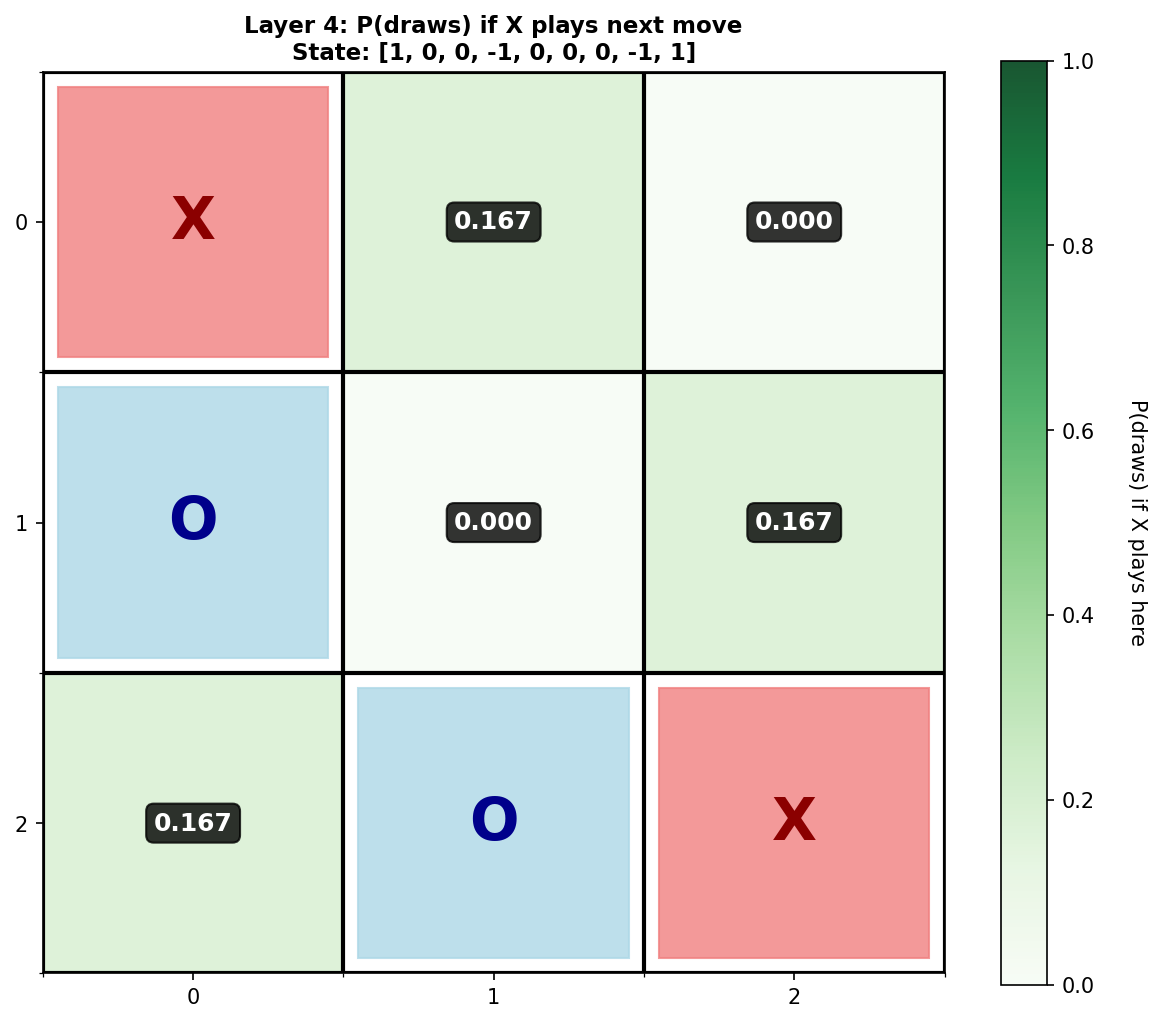 Layer 4: P(draws) if X plays next move
State: [1, 0, 0, -1, 0, 0, 0, -1, 1]
X
0.167
0.000
O
0.000
0.167
0.167
O
X
0
1
2
0
1
2
1.0
0.8
0.6
0.4
0.2
0.0
P(draws) if X plays here